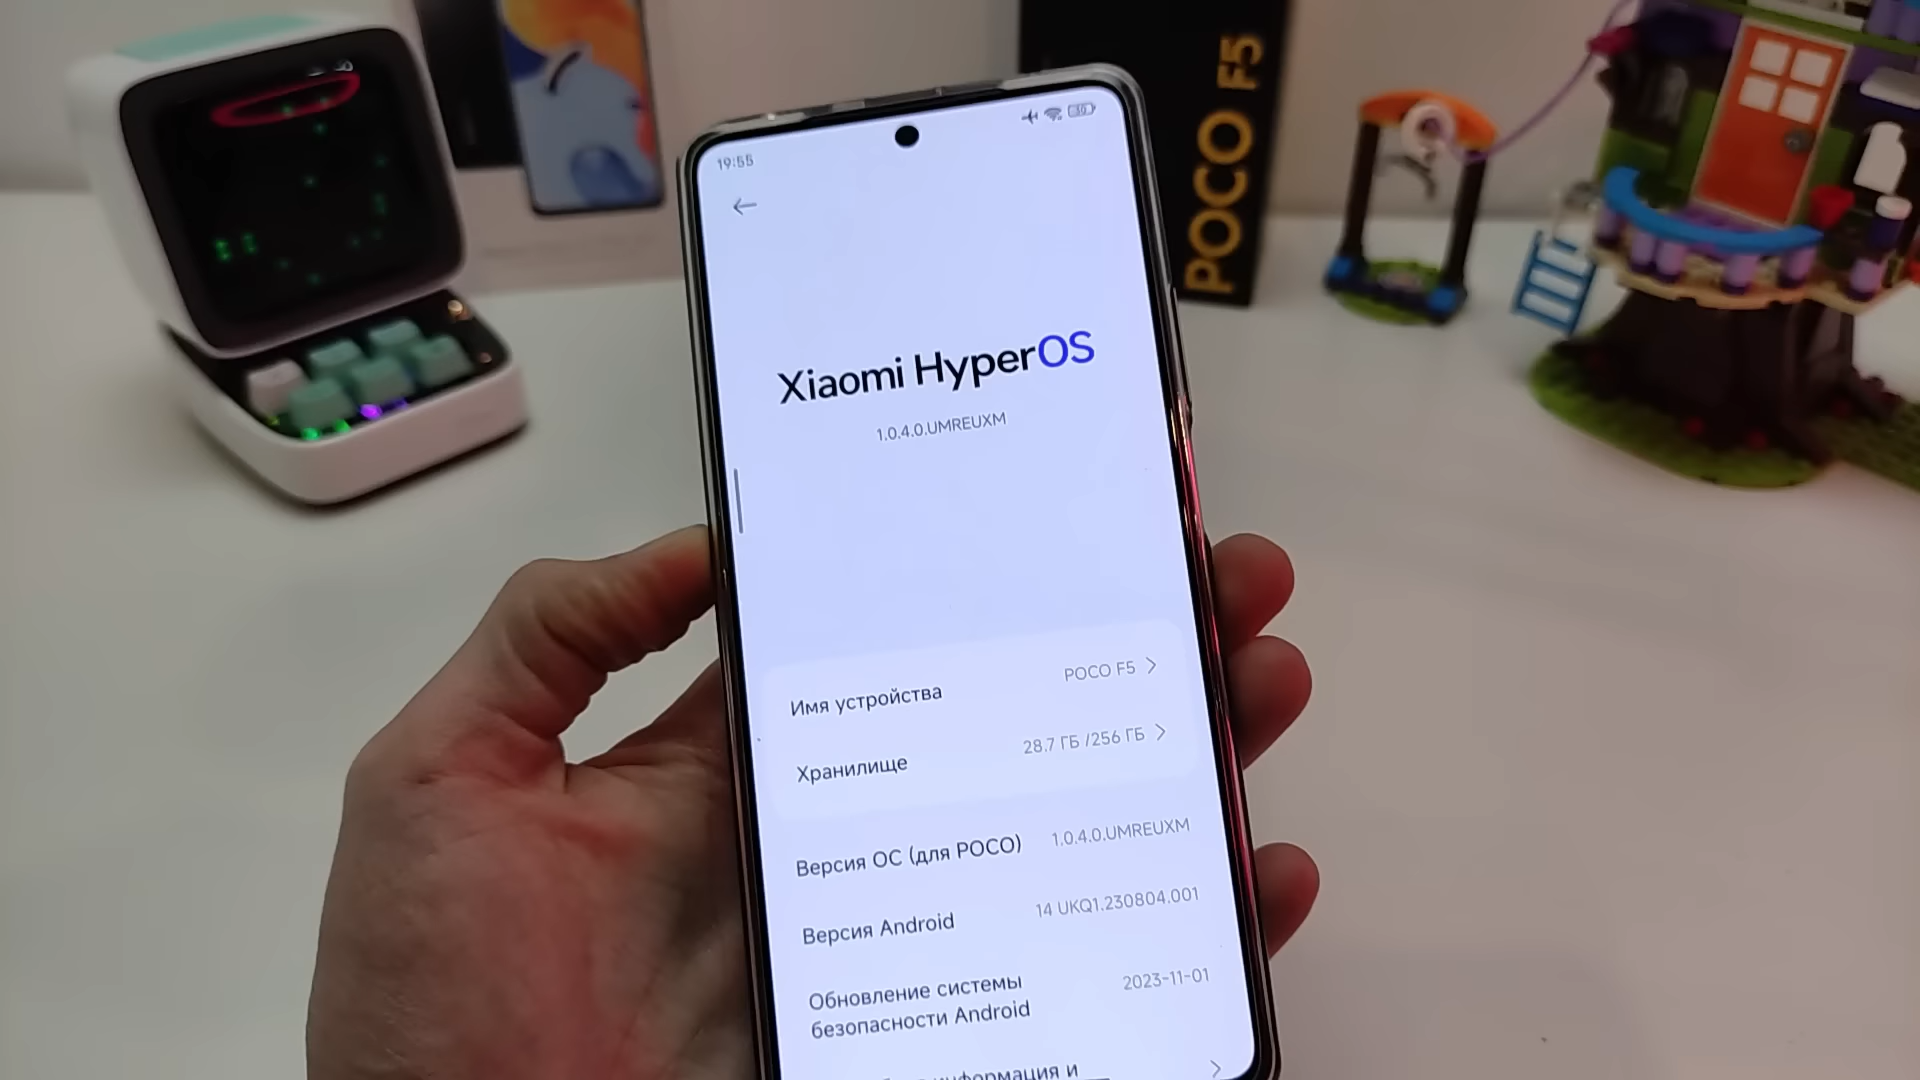 POCO F5
19:55
Xiaomi HyperOS
1.0.4.0.UMREUXM
Имя устройства
POCO F5
Хранилище
28.7 ГБ /256 ГБ
Версия ОС (для POCO)
1.0.4.0.UMREUXM
Версия Android
14 UKQ1.230804.001
Обновление системы
безопасности Android
2023-11-01
информация и